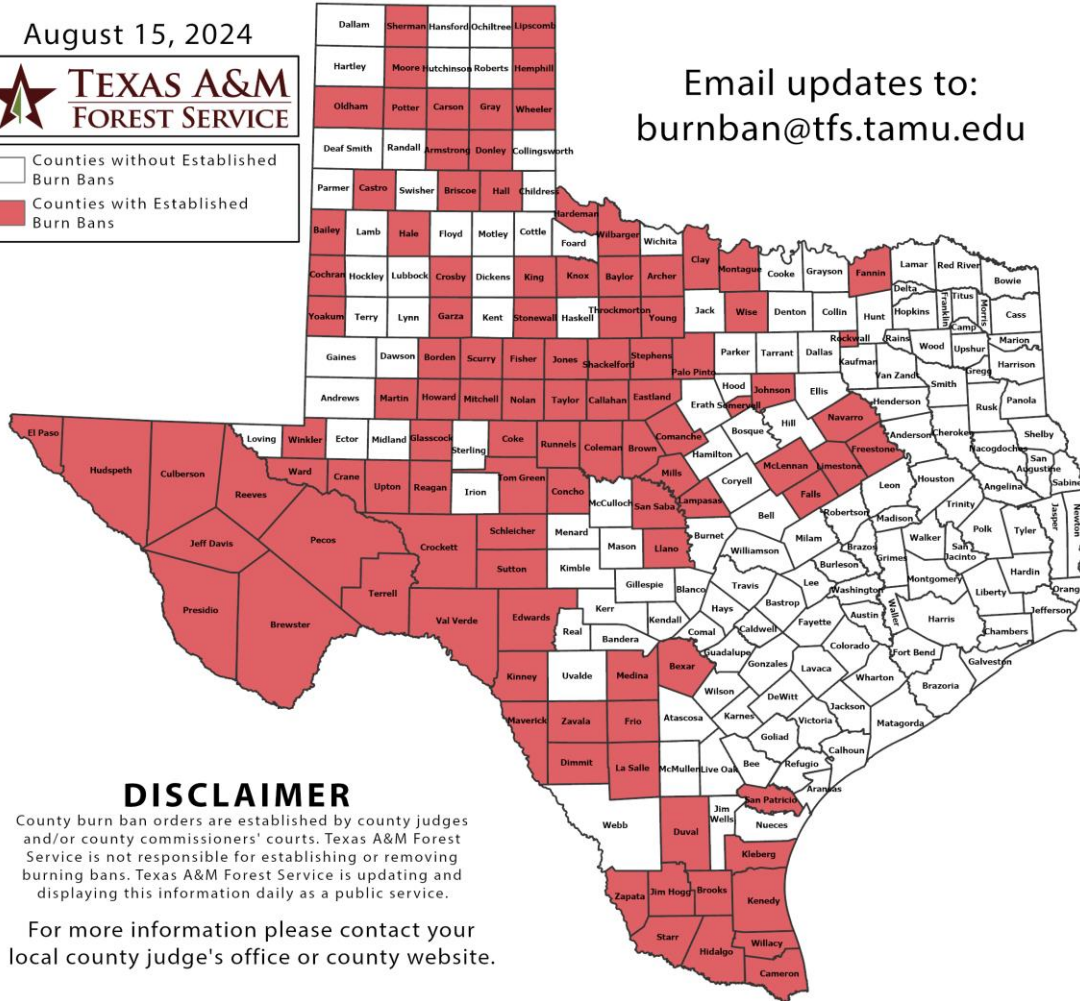 August 15, 2024
TEXAS A&M
FOREST SERVICE
Counties without Established
Burn Bans
Counties with Established
Burn Bans
Email updates to:
burnban@tfs.tamu.edu
Dallam Sherman Hansford Ochiltree Lipscomb
Hartley Moore Hutchinson Roberts Hemphill
Oldham Potter Carson Gray Wheeler
Deaf Smith Randall Armstrong Donley Collingsworth
Parmer Castro Swisher Briscoe Hall Childress
Hardeman
Bailey Lamb Hale Floyd Motley Cottle Foard Wilbarger Wichita
Clay Montague Cooke Grayson Fannin Lamar Red River Bowie
Cochran Hockley Lubbock Crosby Dickens King Knox Baylor Archer
Delta Franklin Titus Morris Cass
Yoakum Terry Lynn Garza Kent Stonewall Haskell Throckmorton Young Jack Wise Denton Collin Hunt Hopkins Camp
Rockwall Rains Wood Upshur Marion
Gaines Dawson Borden Scurry Fisher Jones Shackelford Stephens Palo Pinto Parker Tarrant Dallas Kaufman Van Zandt Gregg Harrison
Andrews Martin Howard Mitchell Nolan Taylor Callahan Eastland Erath Hood Somervell Johnson Ellis Henderson Smith Rusk Panola
El Paso Hudspeth Culberson Reeves Loving Winkler Ector Midland Glasscock Sterling Coke Runnels Coleman Brown Comanche Hamilton Bosque Hill Navarro Freestone Anderson Cherokee Nacogdoches Shelby
San Augustine Sabine
Ward Crane Upton Reagan Irion Tom Green Concho McCulloch San Saba Mills Lampasas Coryell McLennan Limestone Falls Leon Houston Angelina Trinity Jasper Newton
Jeff Davis Pecos Crockett Schleicher Menard Mason Llano Burnet Bell Milam Robertson Madison Walker Polk Tyler
San Jacinto
Presidio Brewster Terrell Val Verde Sutton Kimble Gillespie Blanco Williamson Burleson Brazos Grimes Montgomery Liberty Hardin Orang
Edwards Real Kerr Bandera Kendall Comal Hays Travis Bastrop Lee Washington Fayette Austin Waller Harris Chambers Jefferson
Kinney Uvalde Medina Bexar Guadalupe Caldwell Gonzales Lavaca Colorado Wharton Fort Bend Brazoria Galveston
Maverick Zavala Frio Atascosa Wilson Karnes DeWitt Goliad Victoria Jackson Matagorda Calhoun
Dimmit La Salle McMullen Live Oak Bee Refugio Aransas
Webb Duval Jim Wells San Patricio Nueces
Kleberg
Zapata Jim Hogg Brooks Kenedy
Starr Hidalgo Willacy
Cameron
DISCLAIMER
County burn ban orders are established by county judges
and/or county commissioners' courts. Texas A&M Forest
Service is not responsible for establishing or removing
burning bans. Texas A&M Forest Service is updating and
displaying this information daily as a public service.
For more information please contact your
local county judge's office or county website.